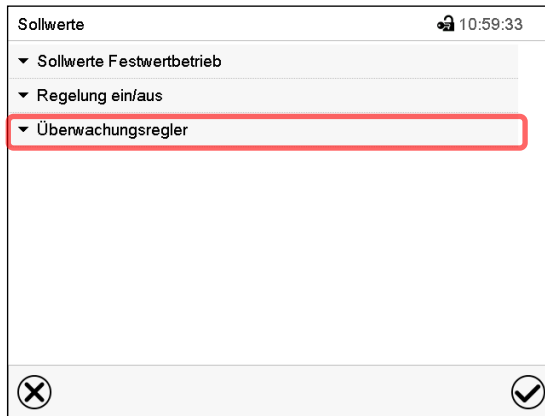 Sollwerte 10:59:33
Sollwerte Festwertbetrieb
Regelung ein/aus
Überwachungsregler